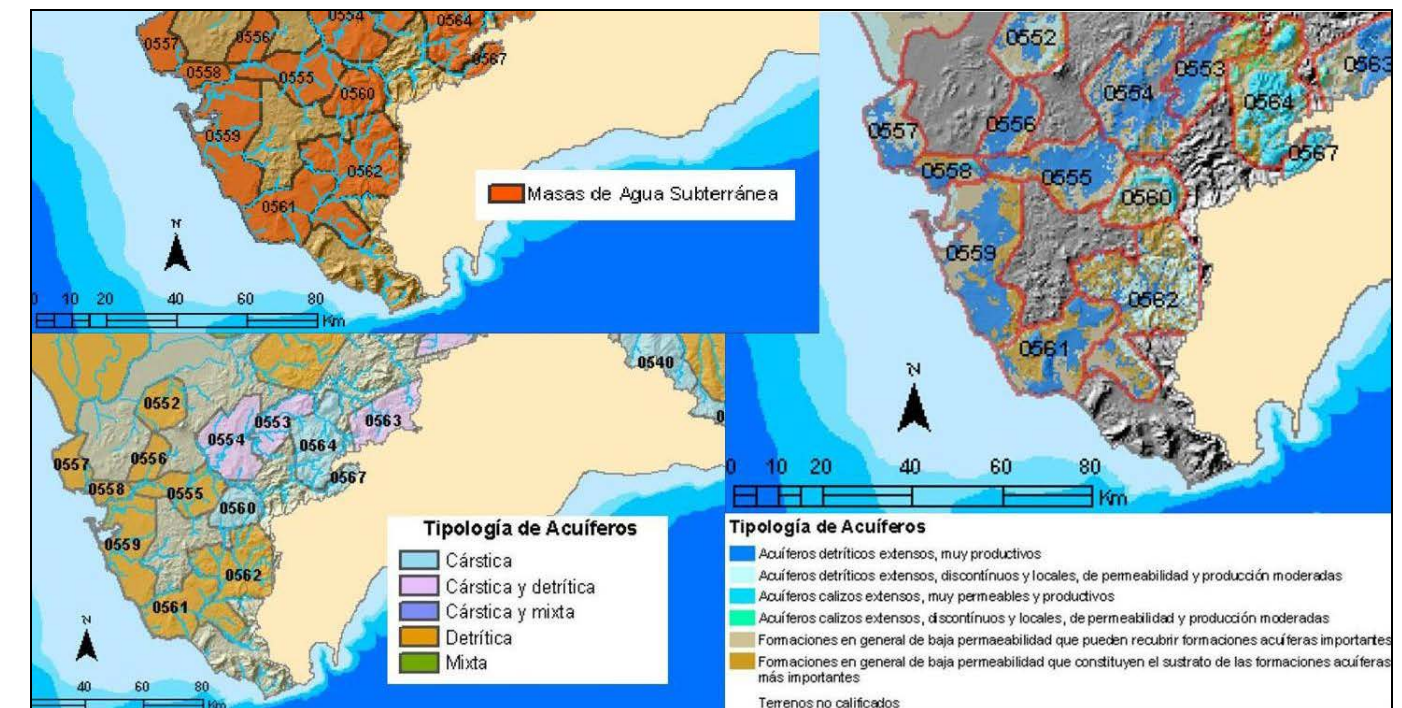 0554
0564
0557
0556
0567
0558
0555
0560
0559
0562
0561
Masas de Agua Subterránea
N
0 10 20 40 60 80
Km
0552
0553
0563
0554
0564
0557
0556
0567
0558
0555
0560
0559
0562
0561
N
0 10 20 40 60 80
Km
0540
0552
0553
0563
0554
0564
0557
0556
0567
0558
0555
0560
0559
0562
0561
N
40 60 80
Km
Tipología de Acuíferos
Cárstica
Cárstica y detrítica
Cárstica y mixta
Detrítica
Mixta
Tipología de Acuíferos
Acuíferos detríticos extensos, muy productivos
Acuíferos detríticos extensos, discontínuos y locales, de permeabilidad y producción moderadas
Acuíferos calizos extensos, muy permeables y productivos
Acuíferos calizos extensos, discontínuos y locales, de permeabilidad y producción moderadas
Formaciones en general de baja permaeabilidad que pueden recubrir formaciones acuíferas importantes
Formaciones en general de baja permeabilidad que constituyen el sustrato de las formaciones acuíferas
más importantes
Terrenos no calificados